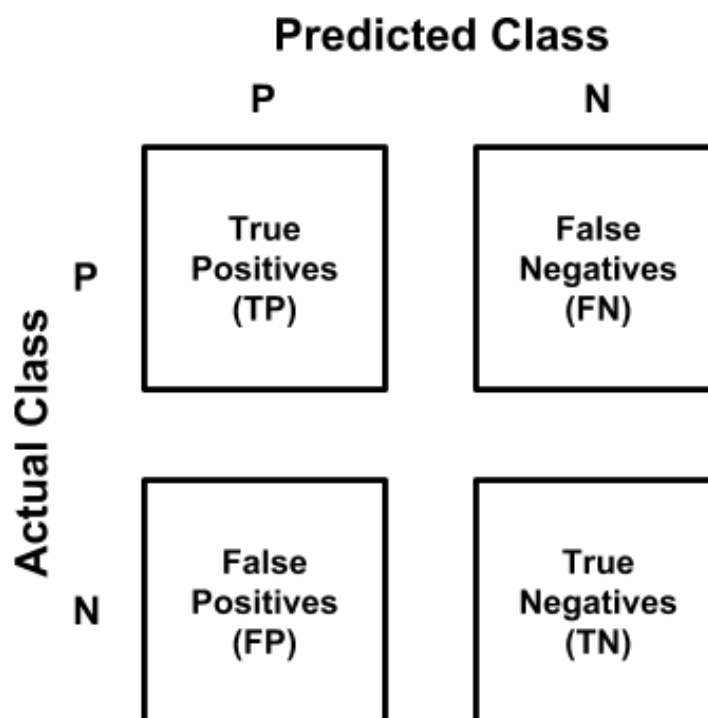 Predicted Class
P N
True
Positives
(TP)
False
Negatives
(FN)
P
Actual Class
False
Positives
(FP)
True
Negatives
(TN)
N